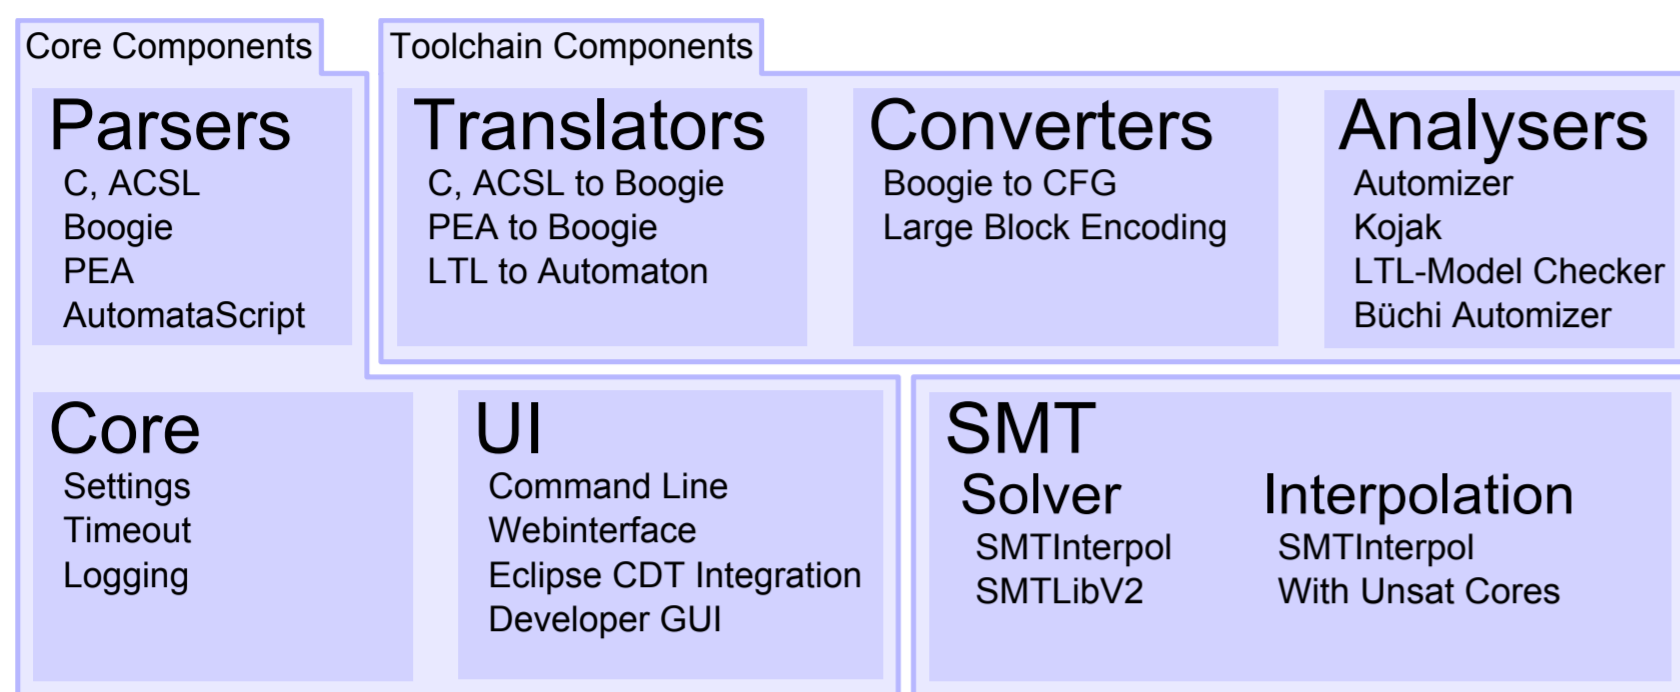 Core Components
Parsers
C, ACSL
Boogie
PEA
AutomataScript
Toolchain Components
Translators
C, ACSL to Boogie
PEA to Boogie
LTL to Automaton
Converters
Boogie to CFG
Large Block Encoding
Analysers
Automizer
Kojak
LTL-Model Checker
Büchi Automizer
Core
Settings
Timeout
Logging
UI
Command Line
Webinterface
Eclipse CDT Integration
Developer GUI
SMT
Solver
SMTInterpol
SMTLibV2
Interpolation
SMTInterpol
With Unsat Cores